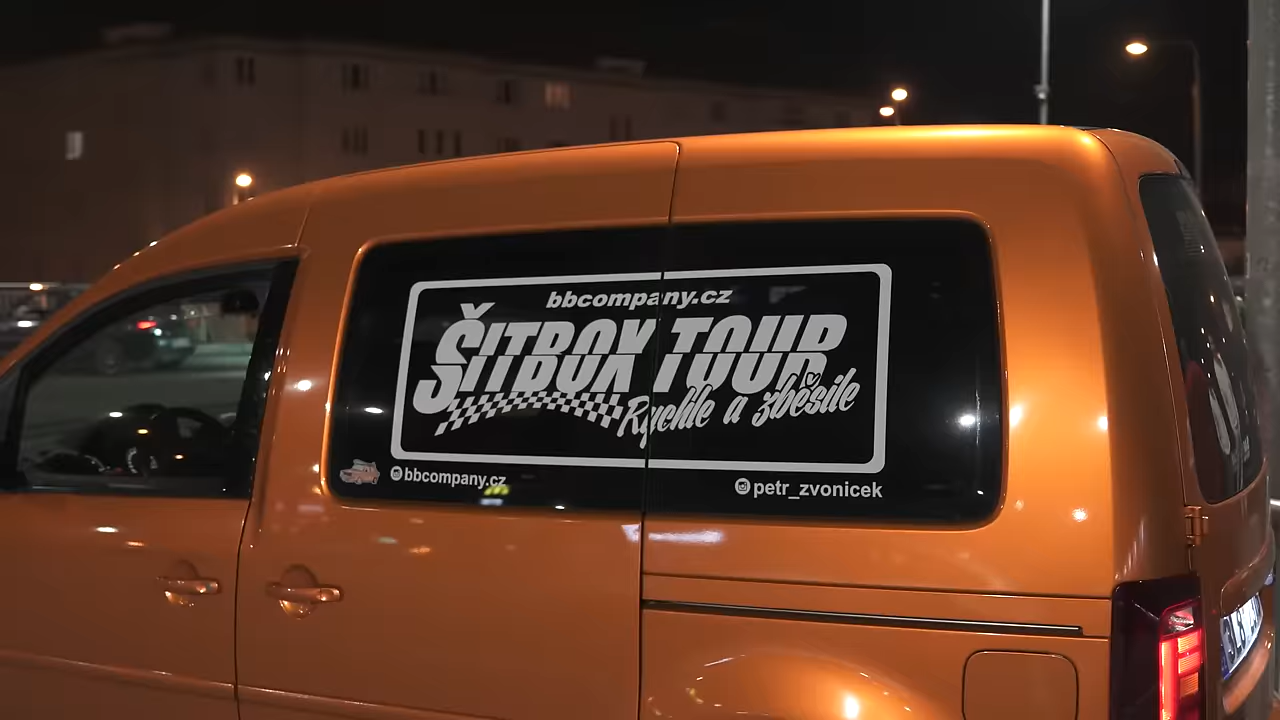 bbcompany.cz
ŠITBOX TOUR
Rychle a zběsile
bbcompany.cz
petr_zvonicek